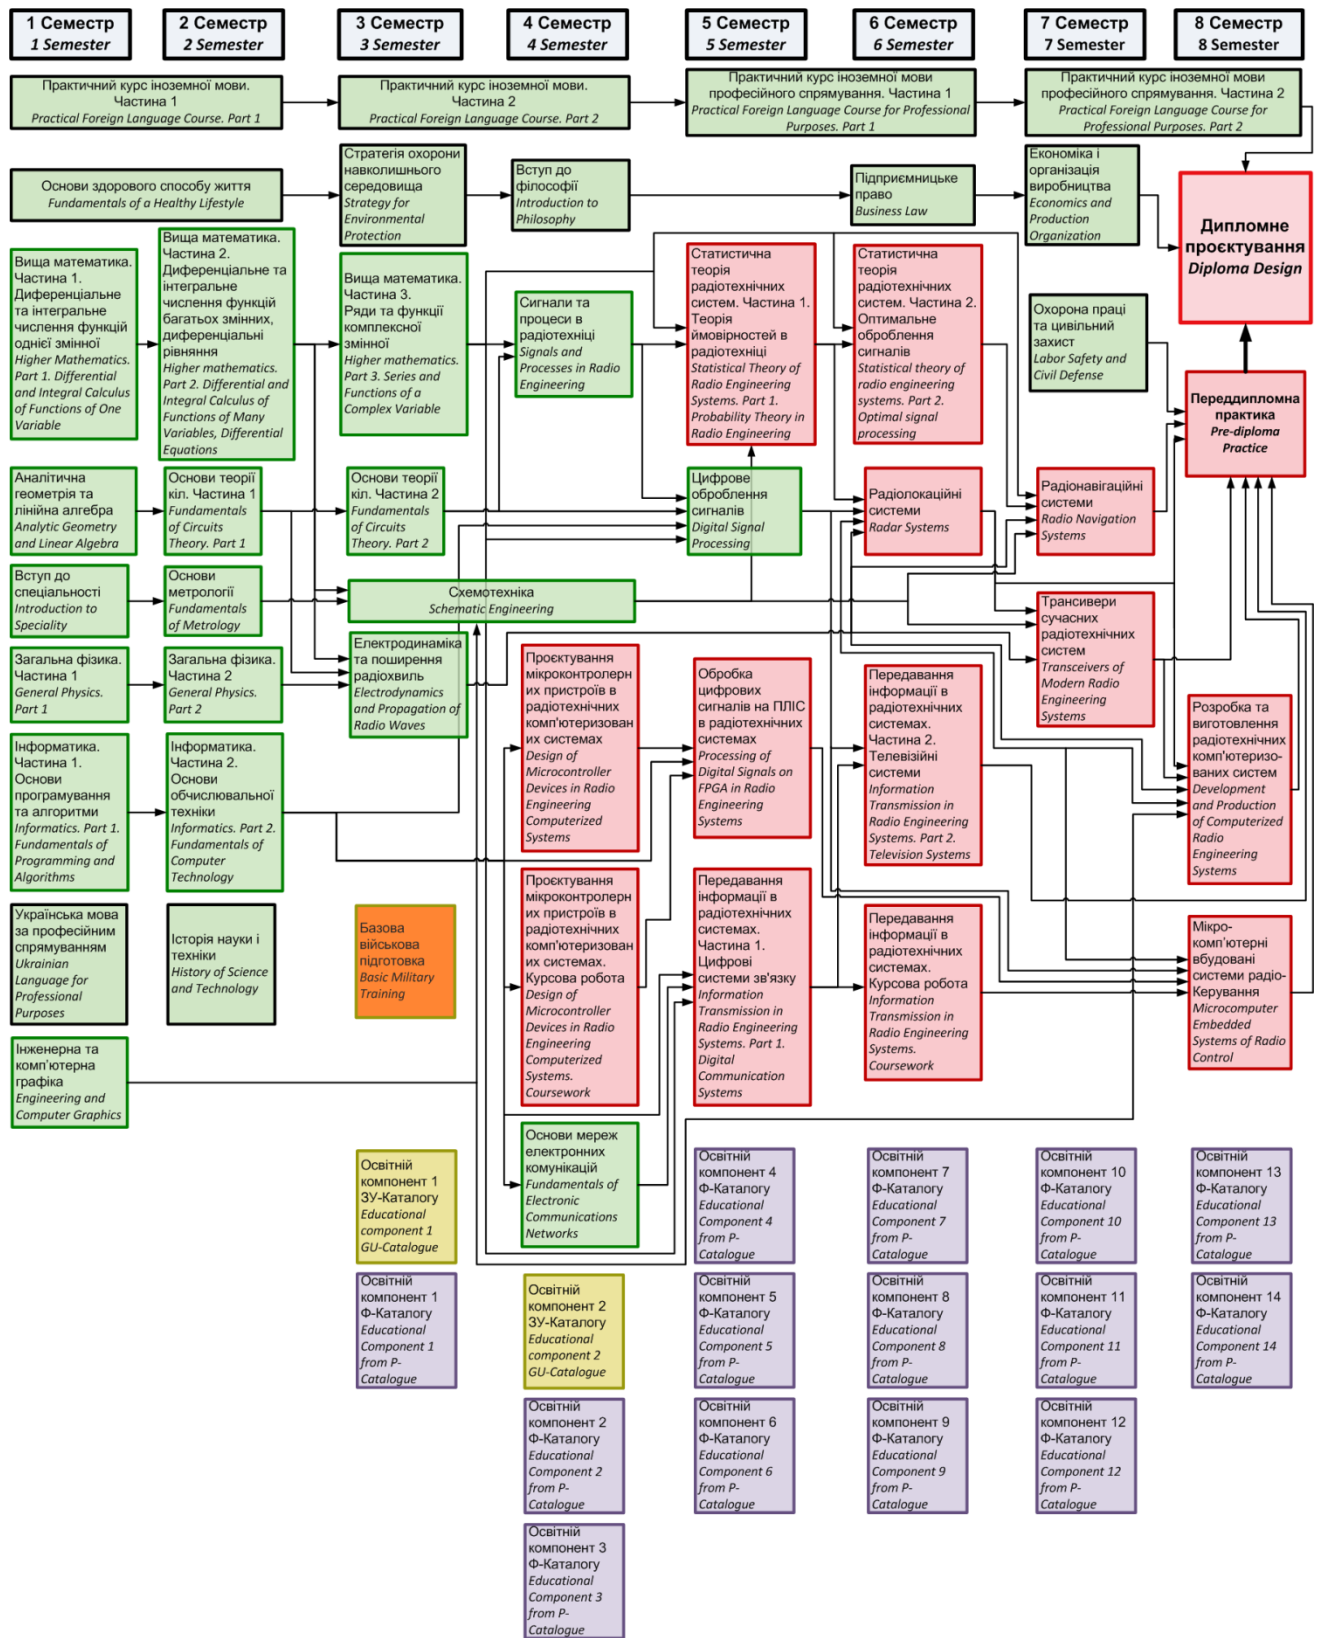 1 Семестр
1 Semester
2 Семестр
2 Semester
3 Семестр
3 Semester
4 Семестр
4 Semester
5 Семестр
5 Semester
6 Семестр
6 Semester
7 Семестр
7 Semester
8 Семестр
8 Semester
Практичний курс іноземної мови.
Частина 1
Practical Foreign Language Course. Part 1
Практичний курс іноземної мови.
Частина 2
Practical Foreign Language Course. Part 2
Практичний курс іноземної мови
професійного спрямування. Частина 1
Practical Foreign Language Course for Professional
Purposes. Part 1
Практичний курс іноземної мови
професійного спрямування. Частина 2
Practical Foreign Language Course for
Professional Purposes. Part 2
Основи здорового способу життя
Fundamentals of a Healthy Lifestyle
Стратегія охорони
навколишнього
середовища
Strategy for
Environmental
Protection
Вступ до
філософії
Introduction to
Philosophy
Підприємницьке
право
Business Law
Економіка і
організація
виробництва
Economics and
Production
Organization
Дипломне
проєктування
Diploma Design
Вища математика.
Частина 1.
Диференціальне
та інтегральне
числення функцій
однієї змінної
Higher Mathematics.
Part 1. Differential
and Integral Calculus
of Functions of One
Variable
Вища математика.
Частина 2.
Диференціальне та
інтегральне
числення функцій
багатьох змінних,
диференціальні
рівняння
Higher mathematics.
Part 2. Differential and
Integral Calculus of
Functions of Many
Variables, Differential
Equations
Вища математика.
Частина 3.
Ряди та функції
комплексної
змінної
Higher mathematics.
Part 3. Series and
Functions of a
Complex Variable
Сигнали та
процеси в
радіотехніці
Signals and
Processes in Radio
Engineering
Статистична
теорія
радіотехнічних
систем. Частина 1.
Теорія
ймовірностей в
радіотехніці
Statistical Theory of
Radio Engineering
Systems. Part 1.
Probability Theory in
Radio Engineering
Статистична
теорія
радіотехнічних
систем. Частина 2.
Оптимальне
оброблення
сигналів
Statistical theory of
radio engineering
systems. Part 2.
Optimal signal
processing
Охорона праці
та цивільний
захист
Labor Safety and
Civil Defense
Переддипломна
практика
Pre-diploma
Practice
Аналітична
геометрія та
лінійна алгебра
Analytic Geometry
and Linear Algebra
Основи теорії
кіл. Частина 1
Fundamentals
of Circuits
Theory. Part 1
Основи теорії
кіл. Частина 2
Fundamentals
of Circuits
Theory. Part 2
Цифрове
оброблення
сигналів
Digital Signal
Processing
Радіолокаційні
системи
Radar Systems
Радіонавігаційні
системи
Radio Navigation
Systems
Вступ до
спеціальності
Introduction to
Speciality
Основи
метрології
Fundamentals
of Metrology
Схемотехніка
Schematic Engineering
Трансивери
сучасних
радіотехнічних
систем
Transceivers of
Modern Radio
Engineering
Systems
Загальна фізика.
Частина 1
General Physics.
Part 1
Загальна фізика.
Частина 2
General Physics.
Part 2
Електродинаміка
та поширення
радіохвиль
Electrodynamics
and Propagation of
Radio Waves
Проєктування
мікроконтролерн
их пристроїв в
радіотехнічних
комп'ютеризован
их системах
Design of
Microcontroller
Devices in Radio
Engineering
Computerized
Systems
Обробка
цифрових
сигналів на ПЛІС
в радіотехнічних
системах
Processing of
Digital Signals on
FPGA in Radio
Engineering
Systems
Передавання
інформації в
радіотехнічних
системах.
Частина 2.
Телевізійні
системи
Information
Transmission in
Radio Engineering
Systems. Part 2.
Television Systems
Розробка та
виготовлення
радіотехнічних
комп'ютеризо-
ваних систем
Development
and Production
of Computerized
Radio
Engineering
Systems
Інформатика.
Частина 1.
Основи
програмування
та алгоритми
Informatics. Part 1.
Fundamentals of
Programming and
Algorithms
Інформатика.
Частина 2.
Основи
обчислювальної
техніки
Informatics. Part 2.
Fundamentals of
Computer
Technology
Українська мова
за професійним
спрямуванням
Ukrainian
Language for
Professional
Purposes
Історія науки і
техніки
History of Science
and Technology
Базова
військова
підготовка
Basic Military
Training
Проєктування
мікроконтролерн
их пристроїв в
радіотехнічних
комп'ютеризован
их системах.
Курсова робота
Design of
Microcontroller
Devices in Radio
Engineering
Computerized
Systems.
Coursework
Передавання
інформації в
радіотехнічних
системах.
Частина 1.
Цифрові
системи зв'язку
Information
Transmission in
Radio Engineering
Systems. Part 1.
Digital
Communication
Systems
Передавання
інформації в
радіотехнічних
системах.
Курсова робота
Information
Transmission in
Radio Engineering
Systems.
Coursework
Мікро-
комп'ютерні
вбудовані
системи радіо-
Керування
Microcomputer
Embedded
Systems of Radio
Control
Інженерна та
комп'ютерна
графіка
Engineering and
Computer Graphics
Основи мереж
електронних
комунікацій
Fundamentals of
Electronic
Communications
Networks
Освітній
компонент 1
ЗУ-Каталогу
Educational
component 1
GU-Catalogue
Освітній
компонент 4
Ф-Каталогу
Educational
Component 4
from P-
Catalogue
Освітній
компонент 7
Ф-Каталогу
Educational
Component 7
from P-
Catalogue
Освітній
компонент 10
Ф-Каталогу
Educational
Component 10
from P-
Catalogue
Освітній
компонент 13
Ф-Каталогу
Educational
Component 13
from P-
Catalogue
Освітній
компонент 1
Ф-Каталогу
Educational
Component 1
from P-
Catalogue
Освітній
компонент 2
ЗУ-Каталогу
Educational
component 2
GU-Catalogue
Освітній
компонент 5
Ф-Каталогу
Educational
Component 5
from P-
Catalogue
Освітній
компонент 8
Ф-Каталогу
Educational
Component 8
from P-
Catalogue
Освітній
компонент 11
Ф-Каталогу
Educational
Component 11
from P-
Catalogue
Освітній
компонент 14
Ф-Каталогу
Educational
Component 14
from P-
Catalogue
Освітній
компонент 2
Ф-Каталогу
Educational
Component 2
from P-
Catalogue
Освітній
компонент 6
Ф-Каталогу
Educational
Component 6
from P-
Catalogue
Освітній
компонент 9
Ф-Каталогу
Educational
Component 9
from P-
Catalogue
Освітній
компонент 12
Ф-Каталогу
Educational
Component 12
from P-
Catalogue
Освітній
компонент 3
Ф-Каталогу
Educational
Component 3
from P-
Catalogue